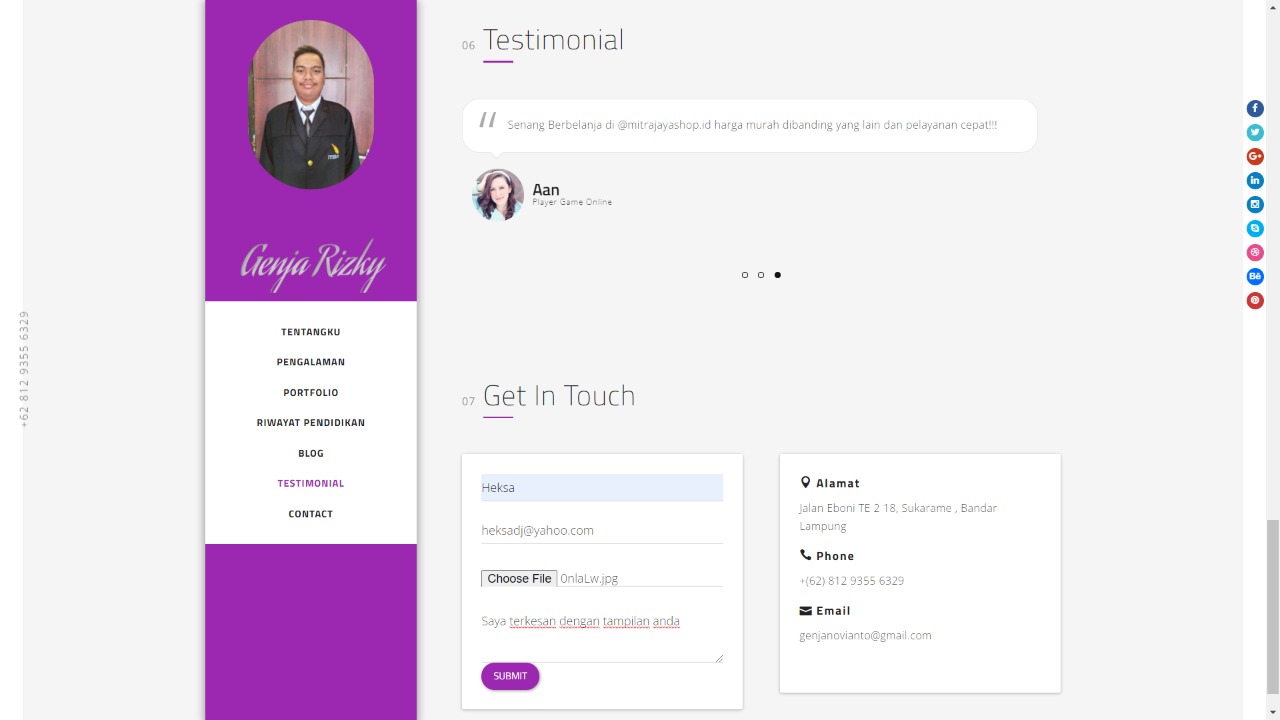 Genja Rizky
TENTANGKU
PENGALAMAN
PORTFOLIO
RIWAYAT PENDIDIKAN
BLOG
TESTIMONIAL
CONTACT
+62 812 9355 6329
06 Testimonial
" Senang Berbelanja di @mitrajayashop.id harga murah dibanding yang lain dan pelayanan cepat!!!
Aan
Player Game Online
07 Get In Touch
Heksa
heksadj@yahoo.com
Choose File 0nlaLw.jpg
Saya terkesan dengan tampilan anda
SUBMIT
Alamat
Jalan Eboni TE 2 18, Sukarame , Bandar
Lampung
Phone
+(62) 812 9355 6329
Email
genjanovianto@gmail.com
f
G+
in
S
Bē